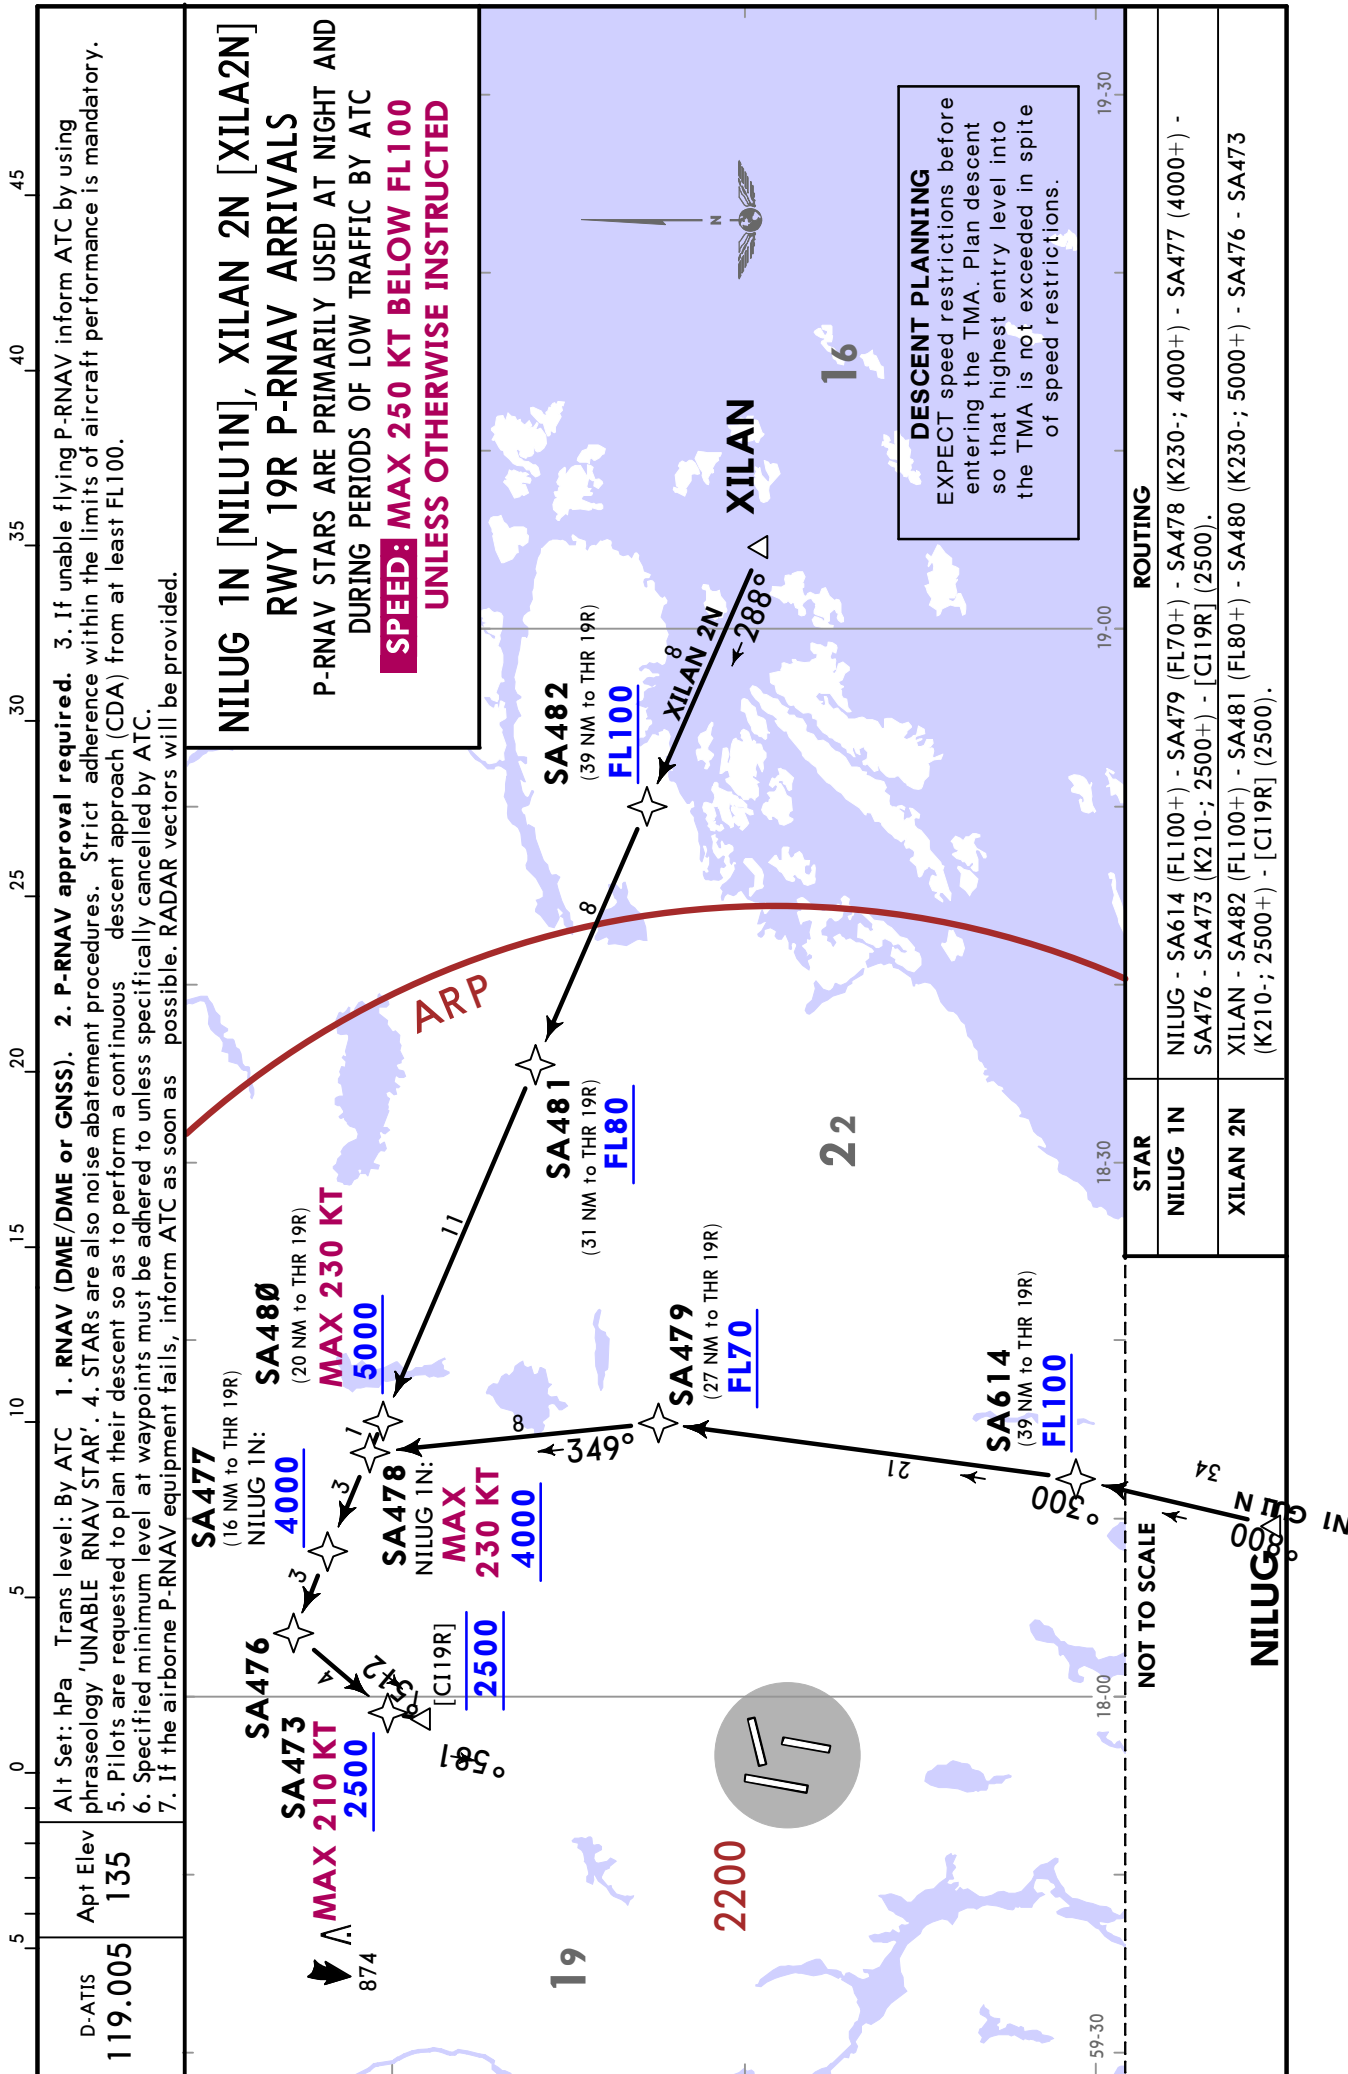 D-ATIS
119.005
Apt Elev
135
Alt Set: hPa Trans level: By ATC 1. RNAV (DME/DME or GNSS). 2. P-RNAV approval required. 3. If unable flying P-RNAV inform ATC by using
phraseology 'UNABLE RNAV STAR'. 4. STARs are also noise abatement procedures. Strict adherence within the limits of aircraft performance is mandatory.
5. Pilots are requested to plan their descent so as to perform a continuous descent approach (CDA) from at least FL100.
6. Specified minimum level at waypoints must be adhered to unless specifically cancelled by ATC.
7. If the airborne P-RNAV equipment fails, inform ATC as soon as possible. RADAR vectors will be provided.
5 0 5 10 15 20 25 30 35 40 45
NILUG 1N [NILU1N], XILAN 2N [XILA2N]
RWY 19R P-RNAV ARRIVALS
P-RNAV STARS ARE PRIMARILY USED AT NIGHT AND
DURING PERIODS OF LOW TRAFFIC BY ATC
SPEED: MAX 250 KT BELOW FL100
UNLESS OTHERWISE INSTRUCTED
N
DESCENT PLANNING
EXPECT speed restrictions before
entering the TMA. Plan descent
so that highest entry level into
the TMA is not exceeded in spite
of speed restrictions.
XILAN
288°
XILAN 2N
8
SA482
(39 NM to THR 19R)
FL100
8
ARP
SA481
(31 NM to THR 19R)
FL80
11
SA480
(20 NM to THR 19R)
MAX 230 KT
5000
1
SA477
(16 NM to THR 19R)
NILUG 1N:
4000
3
SA478
NILUG 1N:
MAX
230 KT
4000
3
SA476
4
SA473
MAX 210 KT
2500
[CI19R]
2500
874
8
349°
SA479
(27 NM to THR 19R)
FL70
21
SA614
(39 NM to THR 19R)
FL100
300°
34
NILUG
NOT TO SCALE
16
22
19
2200
59-30
18-00
18-30
19-00
19-30
STAR
ROUTING
NILUG 1N
NILUG - SA614 (FL100+) - SA479 (FL70+) - SA478 (K230-; 4000+) - SA477 (4000+) -
SA476 - SA473 (K210-; 2500+) - [CI19R] (2500).
XILAN 2N
XILAN - SA482 (FL100+) - SA481 (FL80+) - SA480 (K230-; 5000+) - SA476 - SA473
(K210-; 2500+) - [CI19R] (2500).